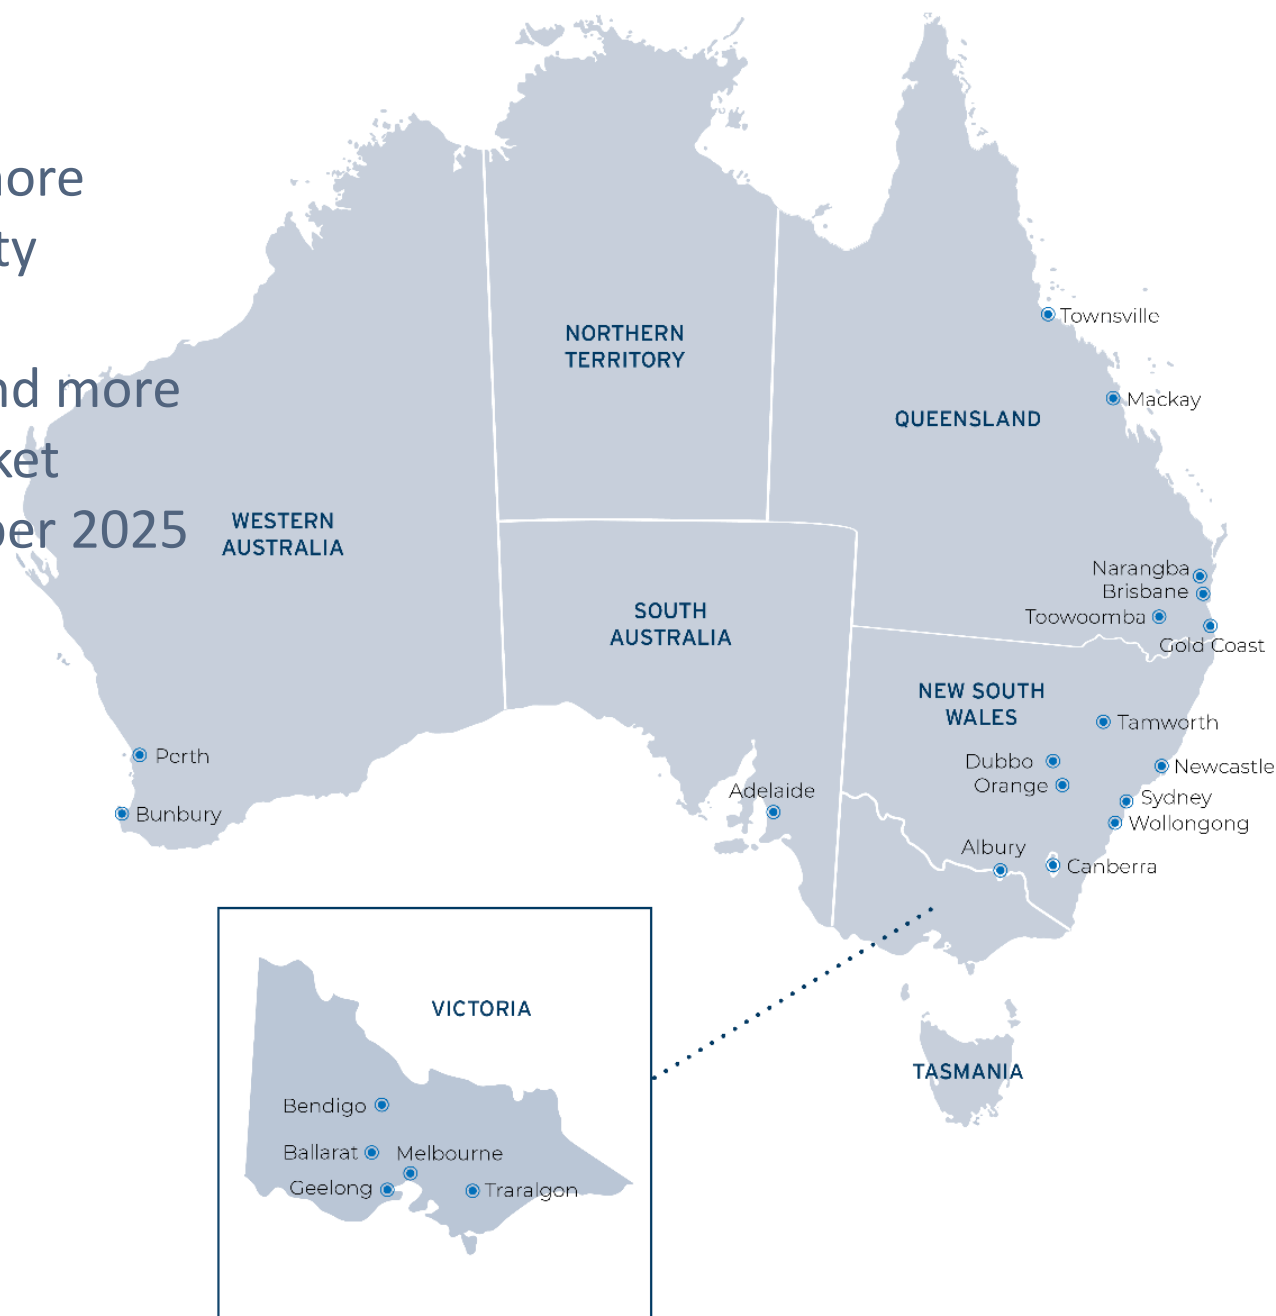 more
ty
nd more
ket
ber 2025
NORTHERN
TERRITORY
Townsville
Mackay
QUEENSLAND
WESTERN
AUSTRALIA
Narangba
Brisbane
Toowoomba
Gold Coast
SOUTH
AUSTRALIA
NEW SOUTH
WALES
Tamworth
Perth
Dubbo
Newcastle
Orange
Adelaide
Sydney
Bunbury
Wollongong
Albury
Canberra
VICTORIA
TASMANIA
Bendigo
Ballarat
Melbourne
Geelong
Traralgon